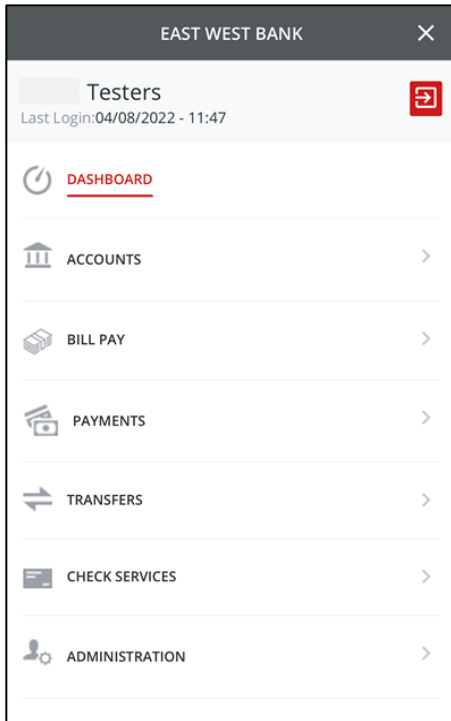 EAST WEST BANK
Testers
Last Login:04/08/2022 - 11:47
DASHBOARD
ACCOUNTS
BILL PAY
PAYMENTS
TRANSFERS
CHECK SERVICES
ADMINISTRATION